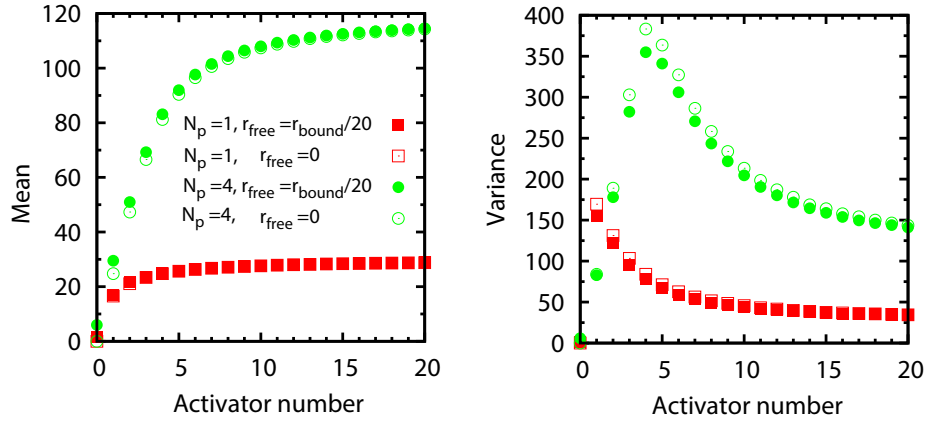 120
100
80
60
40
20
0
Mean
N_p =1, r_free = r_bound/20
N_p =1, r_free =0
N_p =4, r_free = r_bound/20
N_p =4, r_free =0
0 5 10 15 20
Activator number
400
350
300
250
200
150
100
50
0
Variance
0 5 10 15 20
Activator number